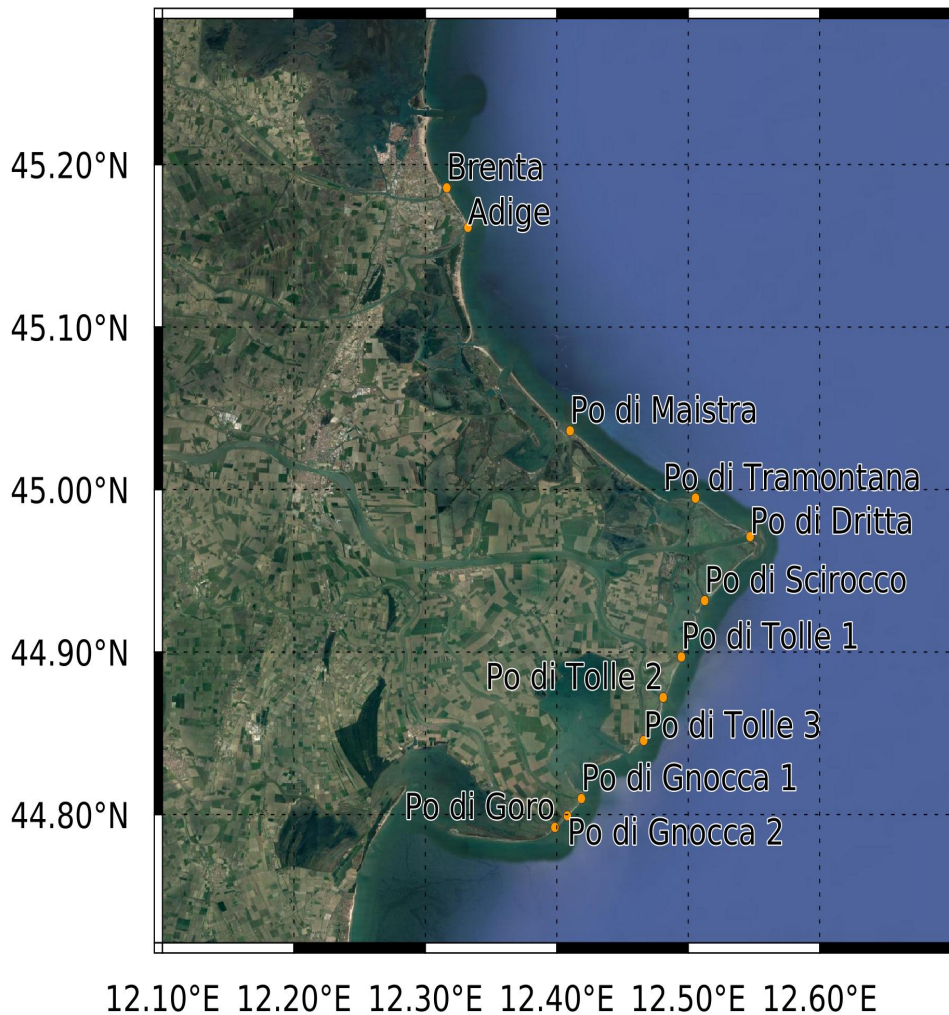 45.20°N
Brenta
Adige
45.10°N
Po di Maistra
45.00°N
Po di Tramontana
Po di Dritta
Po di Scirocco
44.90°N
Po di Tolle 1
Po di Tolle 2
Po di Tolle 3
Po di Gnocca 1
44.80°N
Po di Goro
Po di Gnocca 2
12.10°E 12.20°E 12.30°E 12.40°E 12.50°E 12.60°E